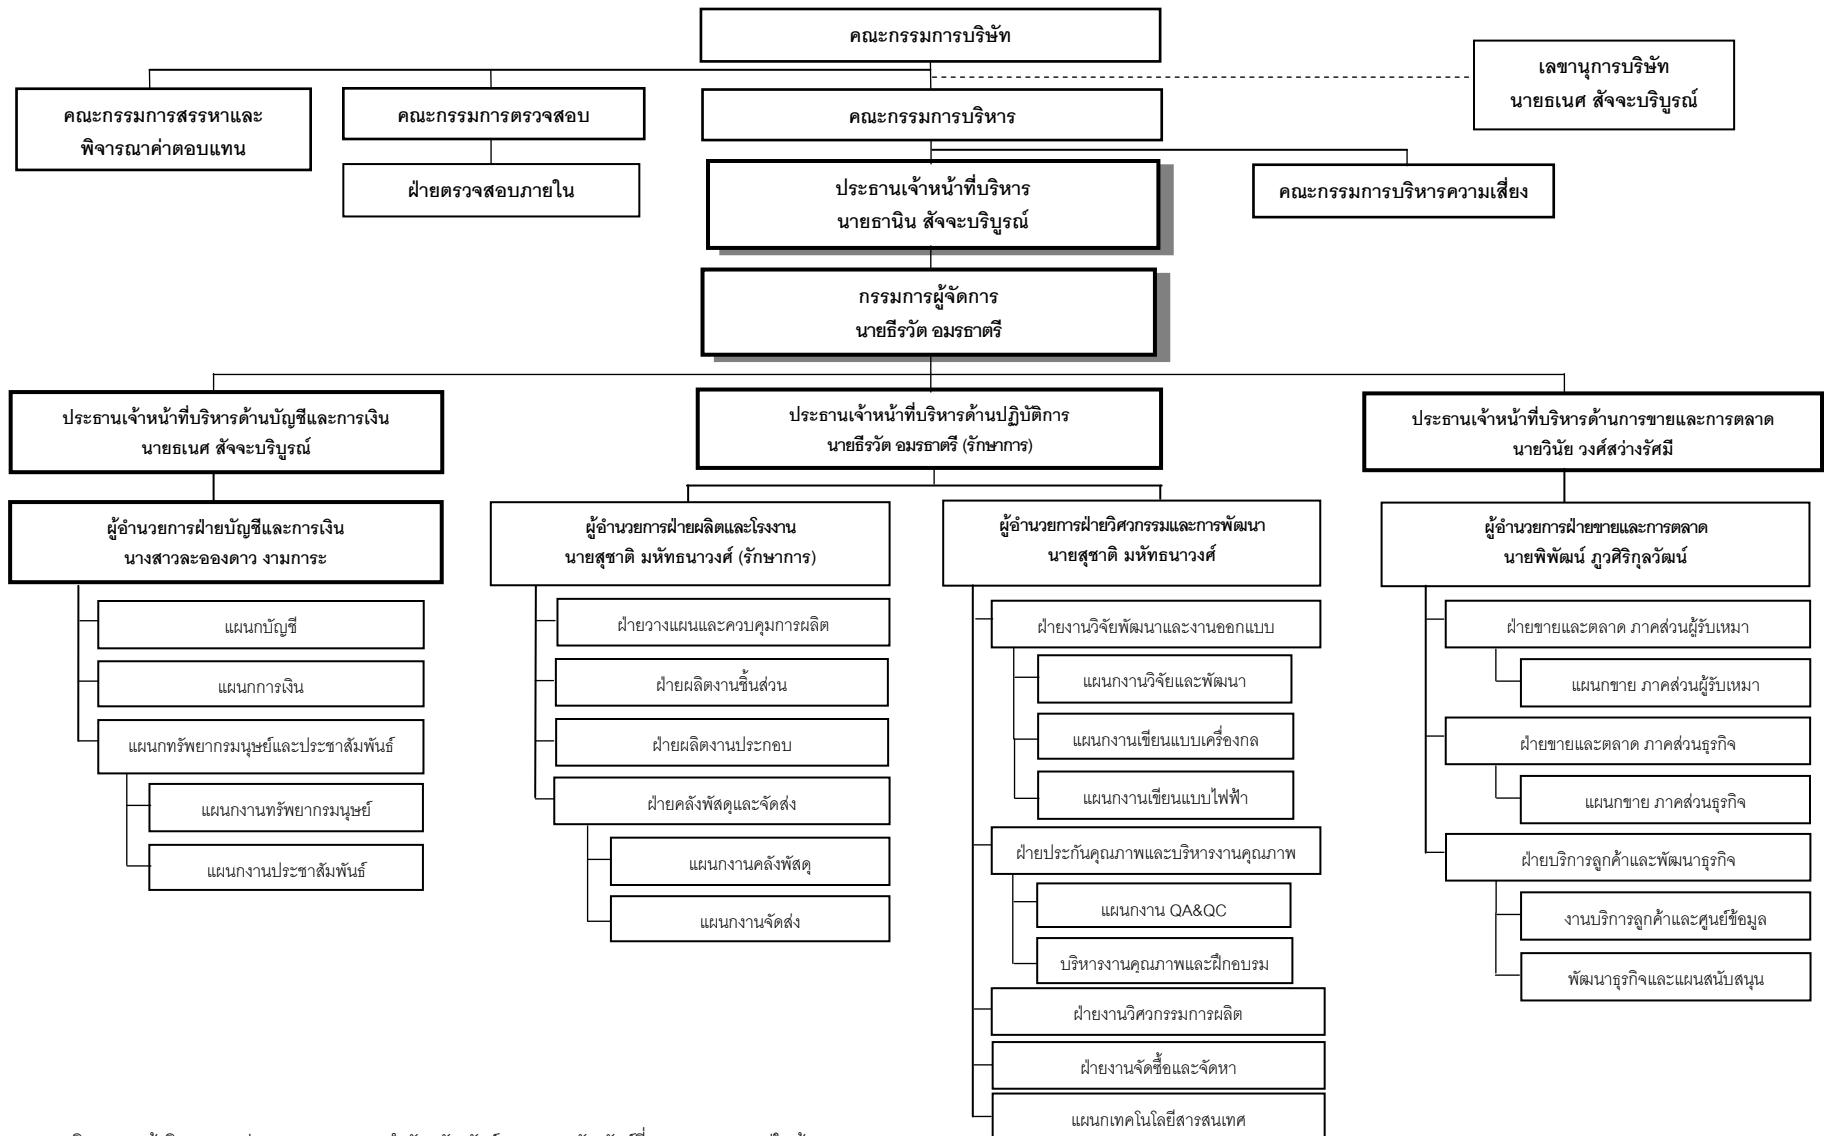 คณะกรรมการบริษัท
เลขานุการบริษัท
นายธเนศ สัจจะบริบูรณ์
คณะกรรมการสรรหาและ
พิจารณาค่าตอบแทน
คณะกรรมการตรวจสอบ
คณะกรรมการบริหาร
ฝ่ายตรวจสอบภายใน
ประธานเจ้าหน้าที่บริหาร
นายธานิน สัจจะบริบูรณ์
คณะกรรมการบริหารความเสี่ยง
กรรมการผู้จัดการ
นายธีรวัต อมรธาตรี
ประธานเจ้าหน้าที่บริหารด้านบัญชีและการเงิน
นายธเนศ สัจจะบริบูรณ์
ประธานเจ้าหน้าที่บริหารด้านปฏิบัติการ
นายธีรวัต อมรธาตรี (รักษาการ)
ประธานเจ้าหน้าที่บริหารด้านการขายและการตลาด
นายวินัย วงศ์สว่างรัศมี
ผู้อำนวยการฝ่ายบัญชีและการเงิน
นางสาวละอองดาว งามการะ
แผนกบัญชี
แผนกการเงิน
แผนกทรัพยากรมนุษย์และประชาสัมพันธ์
แผนกงานทรัพยากรมนุษย์
แผนกงานประชาสัมพันธ์
ผู้อำนวยการฝ่ายผลิตและโรงงาน
นายสุชาติ มหัทธนาวงศ์ (รักษาการ)
ฝ่ายวางแผนและควบคุมการผลิต
ฝ่ายผลิตงานชิ้นส่วน
ฝ่ายผลิตงานประกอบ
ฝ่ายคลังพัสดุและจัดส่ง
แผนกงานคลังพัสดุ
แผนกงานจัดส่ง
ผู้อำนวยการฝ่ายวิศวกรรมและการพัฒนา
นายสุชาติ มหัทธนาวงศ์
ฝ่ายงานวิจัยพัฒนาและงานออกแบบ
แผนกงานวิจัยและพัฒนา
แผนกงานเขียนแบบเครื่องกล
แผนกงานเขียนแบบไฟฟ้า
ฝ่ายประกันคุณภาพและบริหารงานคุณภาพ
แผนกงาน QA&QC
บริหารงานคุณภาพและฝึกอบรม
ฝ่ายงานวิศวกรรมการผลิต
ฝ่ายงานจัดซื้อและจัดหา
แผนกเทคโนโลยีสารสนเทศ
ผู้อำนวยการฝ่ายขายและการตลาด
นายพิพัฒน์ ภูวศิริกุลวัฒน์
ฝ่ายขายและตลาด ภาคส่วนผู้รับเหมา
แผนกขาย ภาคส่วนผู้รับเหมา
ฝ่ายขายและตลาด ภาคส่วนธุรกิจ
แผนกขาย ภาคส่วนธุรกิจ
ฝ่ายบริการลูกค้าและพัฒนาธุรกิจ
งานบริการลูกค้าและศูนย์ข้อมูล
พัฒนาธุรกิจและแผนสนับสนุน